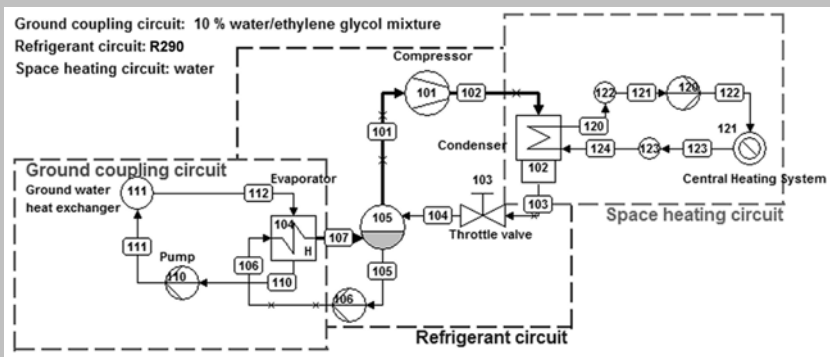 Ground coupling circuit: 10 % water/ethylene glycol mixture
Refrigerant circuit: R290
Space heating circuit: water
Compressor
101
102
101
122
121
120
122
120
121
Condenser
124
123
123
102
Central Heating System
103
103
Space heating circuit
104
Throttle valve
105
Ground coupling circuit
Evaporator
Ground water
heat exchanger
111
112
104
H
107
111
Pump
110
106
110
105
106
Refrigerant circuit